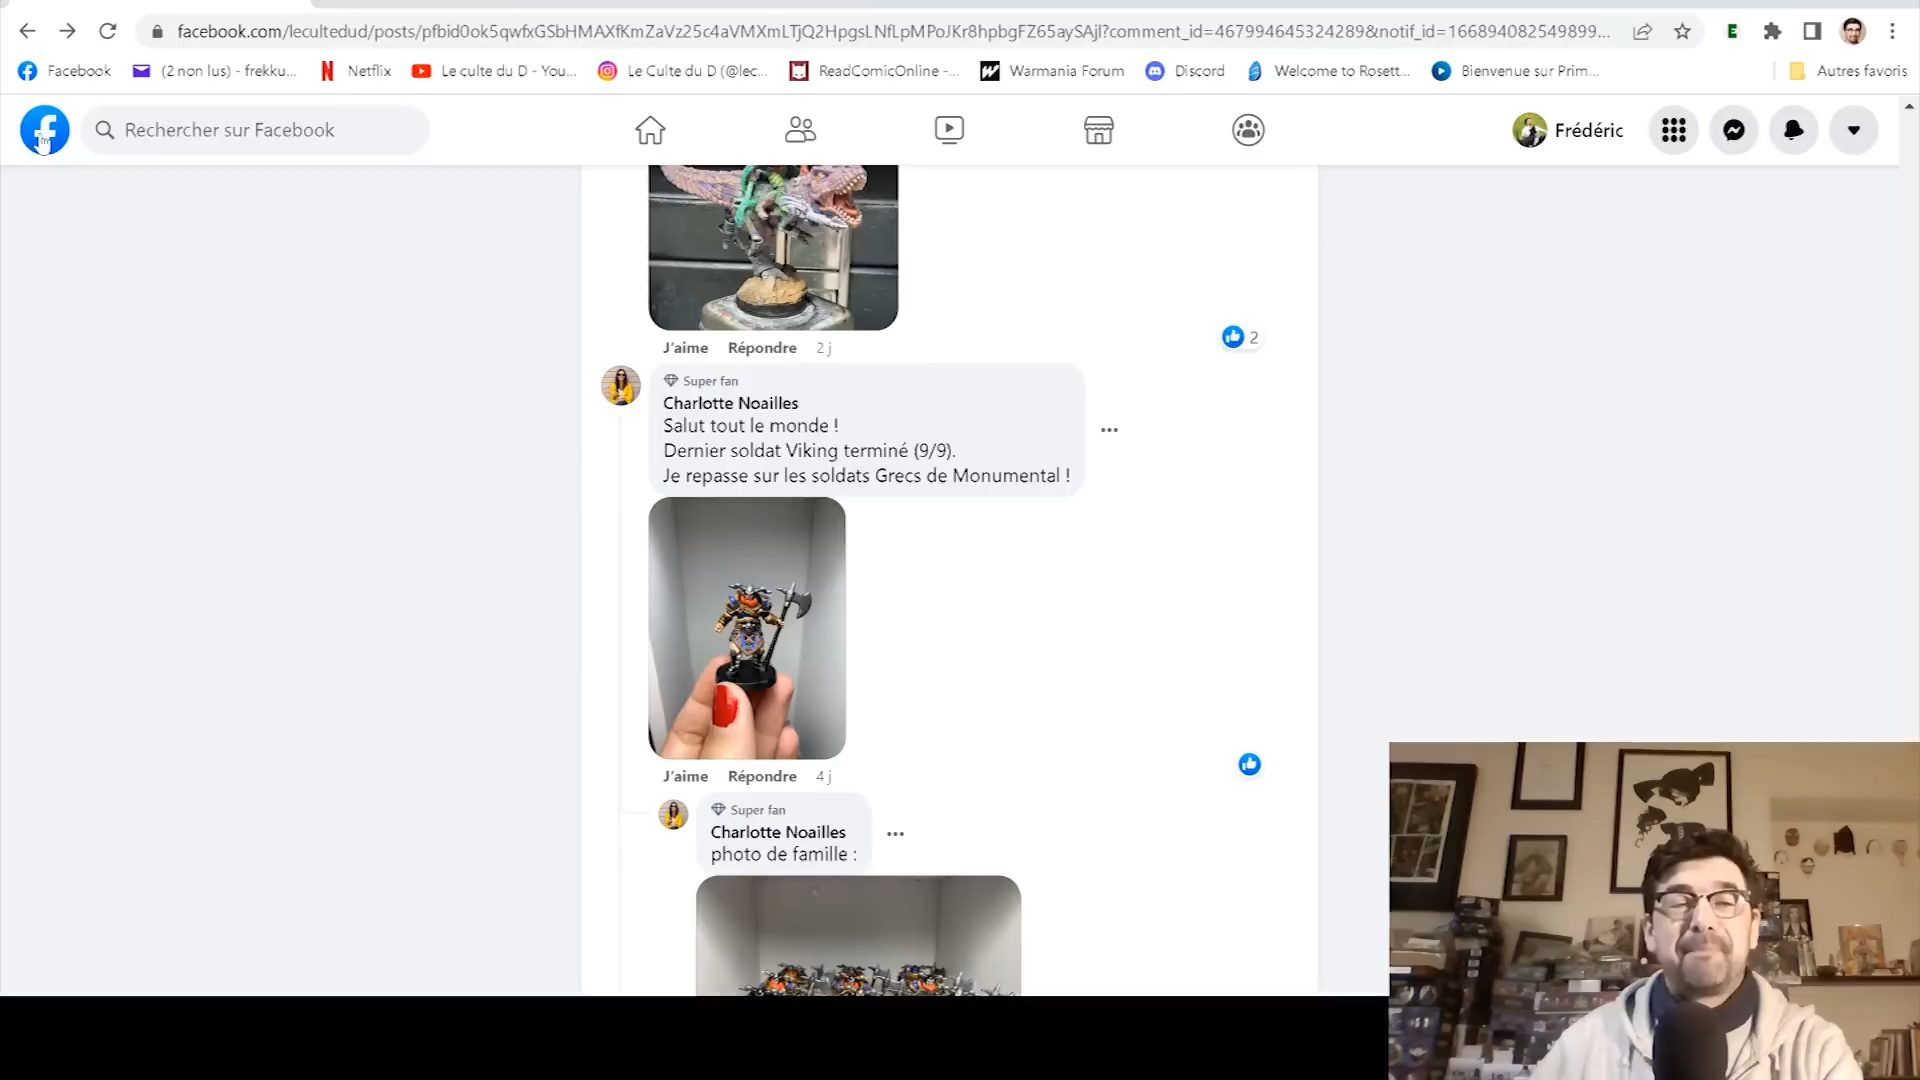 facebook.com/lecultedud/posts/pfbid0ok5qwfxGSbHMAXfKmZaVz25c4aVMXmLTjQ2HpgsLNfLpMPoJKr8hpbgFZ65aySAjl?comment_id=467994645324289&notif_id=166894082549899...
Facebook (2 non lus) - frekku... Netflix Le culte du D - You... Le Culte du D (@lec... ReadComicOnline -... Warmania Forum Discord Welcome to Rosett... Bienvenue sur Prim... Autres favoris
Rechercher sur Facebook
Frédéric
J'aime Répondre 2 j
2
Super fan
Charlotte Noailles
Salut tout le monde !
Dernier soldat Viking terminé (9/9).
Je repasse sur les soldats Grecs de Monumental !
J'aime Répondre 4 j
Super fan
Charlotte Noailles
photo de famille :